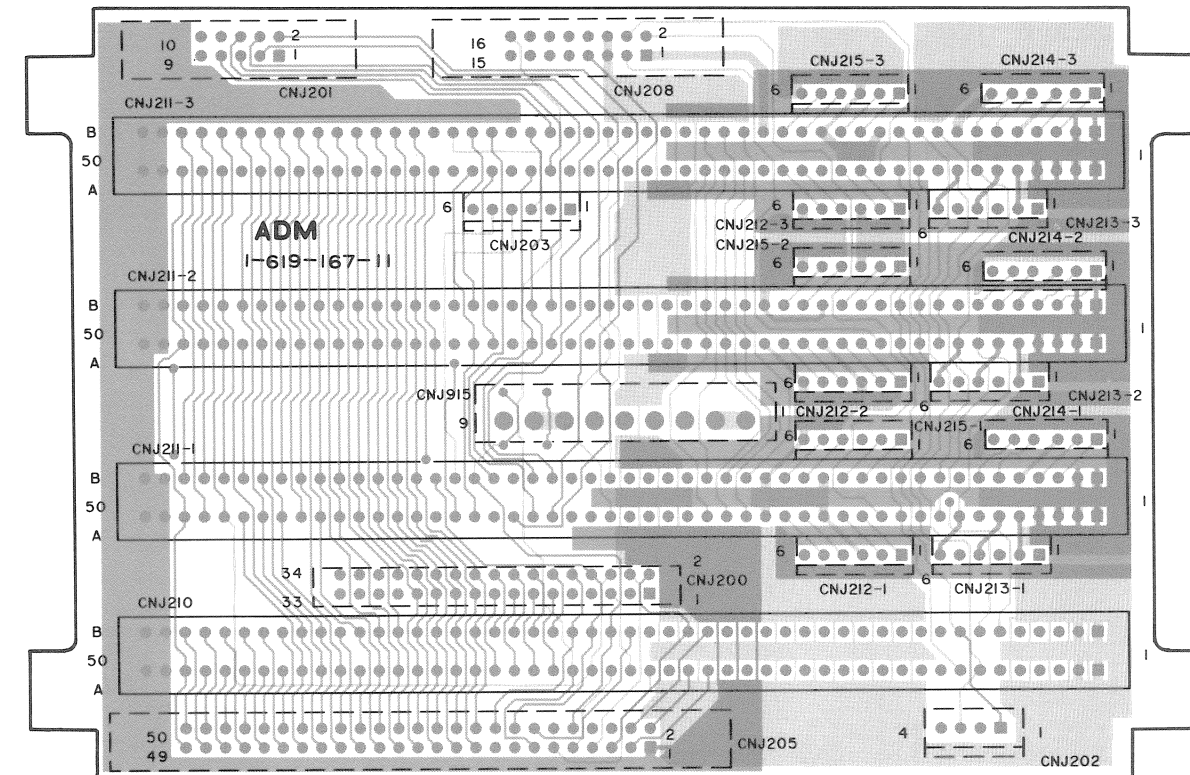 10 2 16 2
9 1 15 1
CNJ201 CNJ208 CNJ215-3 CNJ214-3
CNJ211-3 6 1 6 1
B
50 1
A
6 1 6 1 1
CNJ203 CNJ212-3 6 CNJ213-3
ADM CNJ215-2 CNJ214-2
1-619-167-11 6 1 6 1
CNJ211-2
B
50 1
A
6 1 1
CNJ915 6 CNJ213-2
9 1 CNJ212-2 CNJ214-1
CNJ215-1
CNJ211-1 6 1 6 1
B
50 1
A
6 1 1
34 2 6
33 CNJ200 1
CNJ210 CNJ212-1 CNJ213-1
B
50 1
A
50 2 4 1
49 1 CNJ205
CNJ202